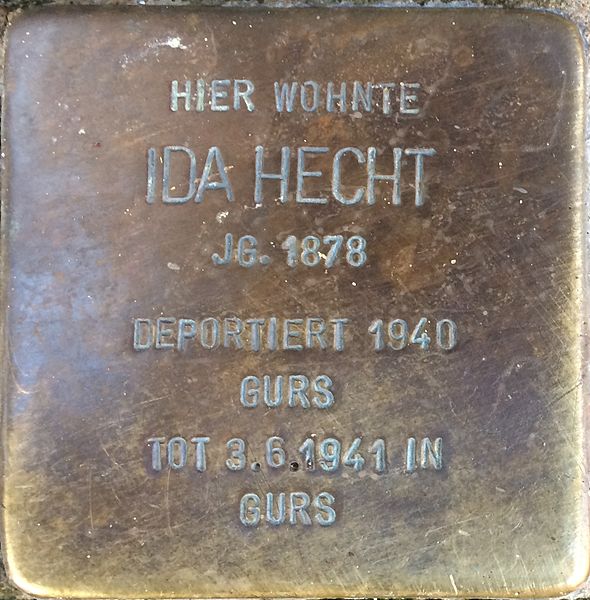 HIER WOHNTE
IDA HECHT
JG. 1878
DEPORTIERT 1940
GURS
TOT 3.6.1941 IN
GURS